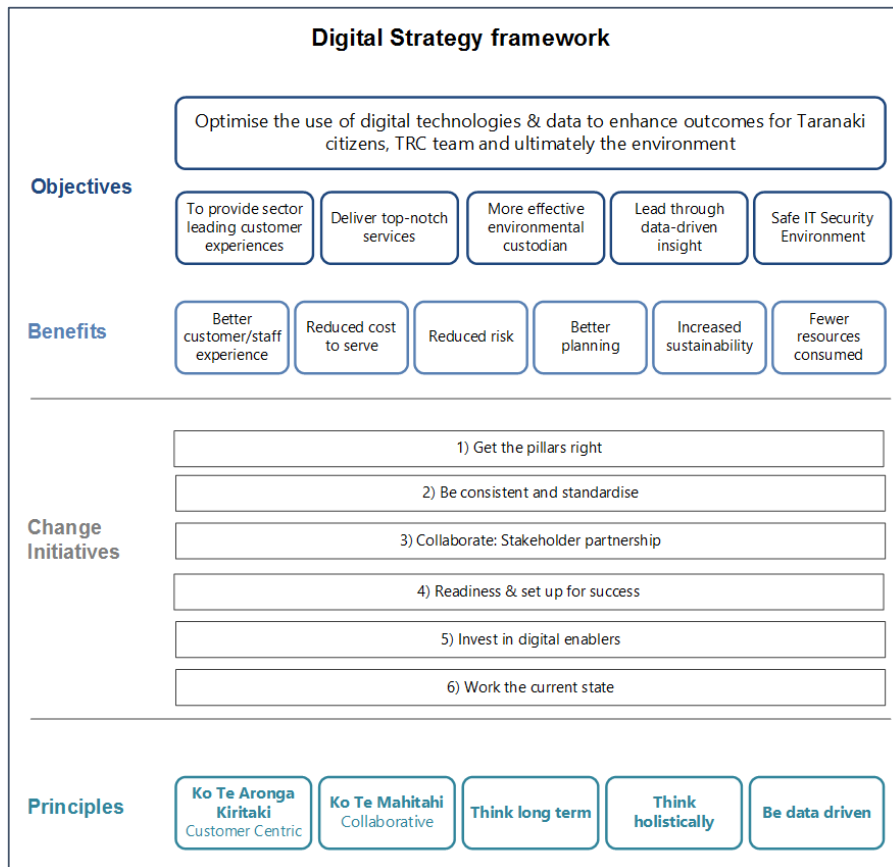 Digital Strategy framework
Objectives
Optimise the use of digital technologies & data to enhance outcomes for Taranaki
citizens, TRC team and ultimately the environment
To provide sector
leading customer
experiences
Deliver top-notch
services
More effective
environmental
custodian
Lead through
data-driven
insight
Safe IT Security
Environment
Benefits
Better
customer/staff
experience
Reduced cost
to serve
Reduced risk
Better
planning
Increased
sustainability
Fewer
resources
consumed
Change
Initiatives
1) Get the pillars right
2) Be consistent and standardise
3) Collaborate: Stakeholder partnership
4) Readiness & set up for success
5) Invest in digital enablers
6) Work the current state
Principles
Ko Te Aronga
Kiritaki
Customer Centric
Ko Te Mahitahi
Collaborative
Think long term
Think
holistically
Be data driven